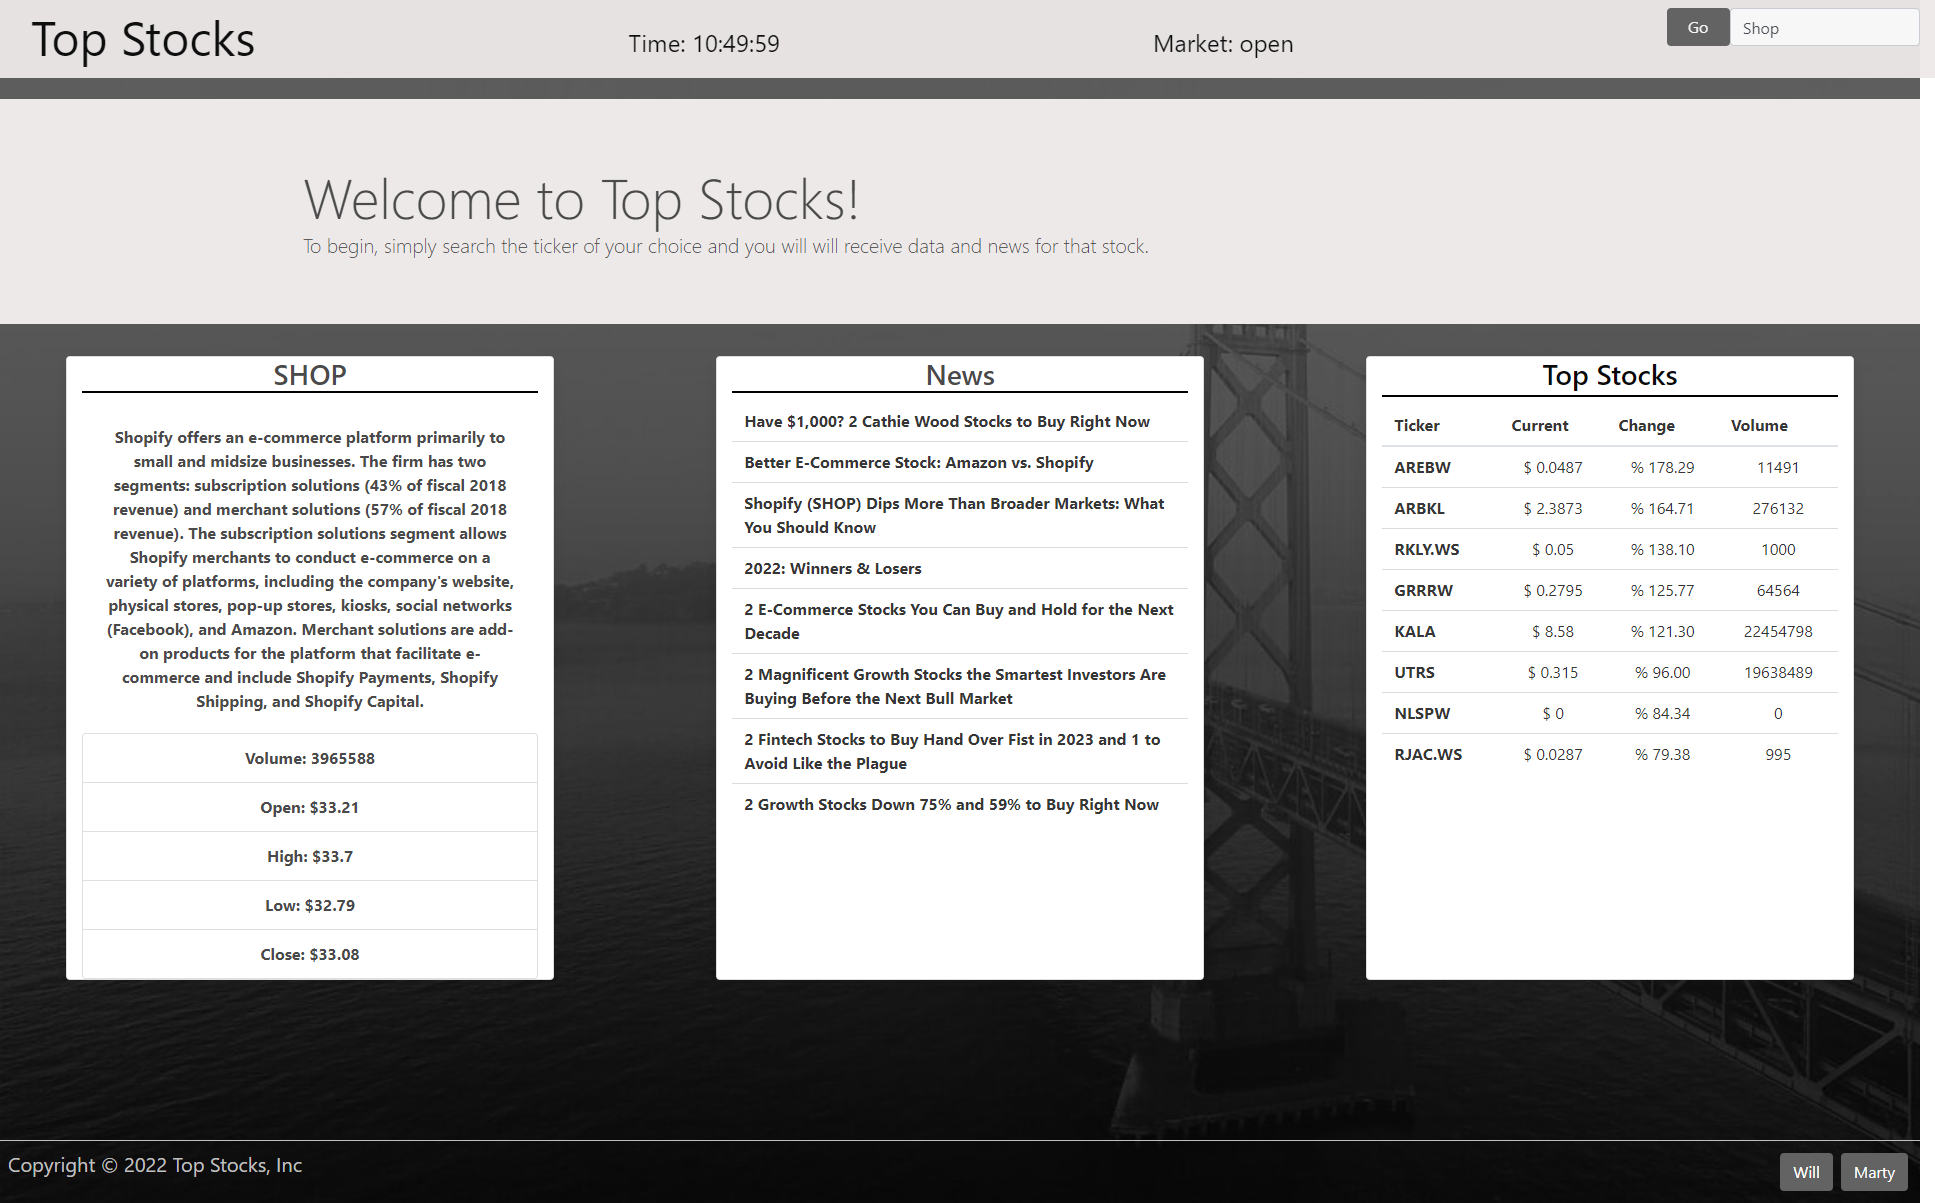 Top Stocks
Time: 10:49:59
Market: open
Go
Shop
Welcome to Top Stocks!
To begin, simply search the ticker of your choice and you will will receive data and news for that stock.
SHOP
Shopify offers an e-commerce platform primarily to
small and midsize businesses. The firm has two
segments: subscription solutions (43% of fiscal 2018
revenue) and merchant solutions (57% of fiscal 2018
revenue). The subscription solutions segment allows
Shopify merchants to conduct e-commerce on a
variety of platforms, including the company's website,
physical stores, pop-up stores, kiosks, social networks
(Facebook), and Amazon. Merchant solutions are add-
on products for the platform that facilitate e-
commerce and include Shopify Payments, Shopify
Shipping, and Shopify Capital.
Volume: 3965588
Open: $33.21
High: $33.7
Low: $32.79
Close: $33.08
News
Have $1,000? 2 Cathie Wood Stocks to Buy Right Now
Better E-Commerce Stock: Amazon vs. Shopify
Shopify (SHOP) Dips More Than Broader Markets: What
You Should Know
2022: Winners & Losers
2 E-Commerce Stocks You Can Buy and Hold for the Next
Decade
2 Magnificent Growth Stocks the Smartest Investors Are
Buying Before the Next Bull Market
2 Fintech Stocks to Buy Hand Over Fist in 2023 and 1 to
Avoid Like the Plague
2 Growth Stocks Down 75% and 59% to Buy Right Now
Top Stocks
Ticker Current Change Volume
AREBW $ 0.0487 % 178.29 11491
ARBKL $ 2.3873 % 164.71 276132
RKLY.WS $ 0.05 % 138.10 1000
GRRRW $ 0.2795 % 125.77 64564
KALA $ 8.58 % 121.30 22454798
UTRS $ 0.315 % 96.00 19638489
NLSPW $ 0 % 84.34 0
RJAC.WS $ 0.0287 % 79.38 995
Copyright © 2022 Top Stocks, Inc
Will
Marty